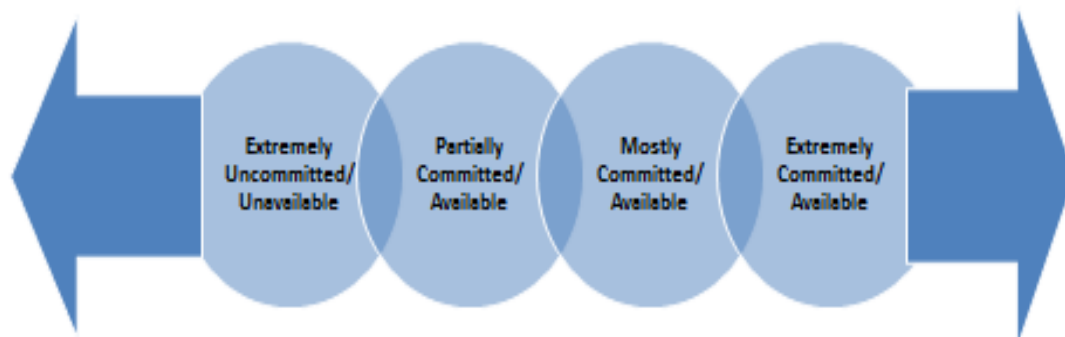 Extremely
Uncommitted/
Unavailable
Partially
Committed/
Available
Mostly
Committed/
Available
Extremely
Committed/
Available